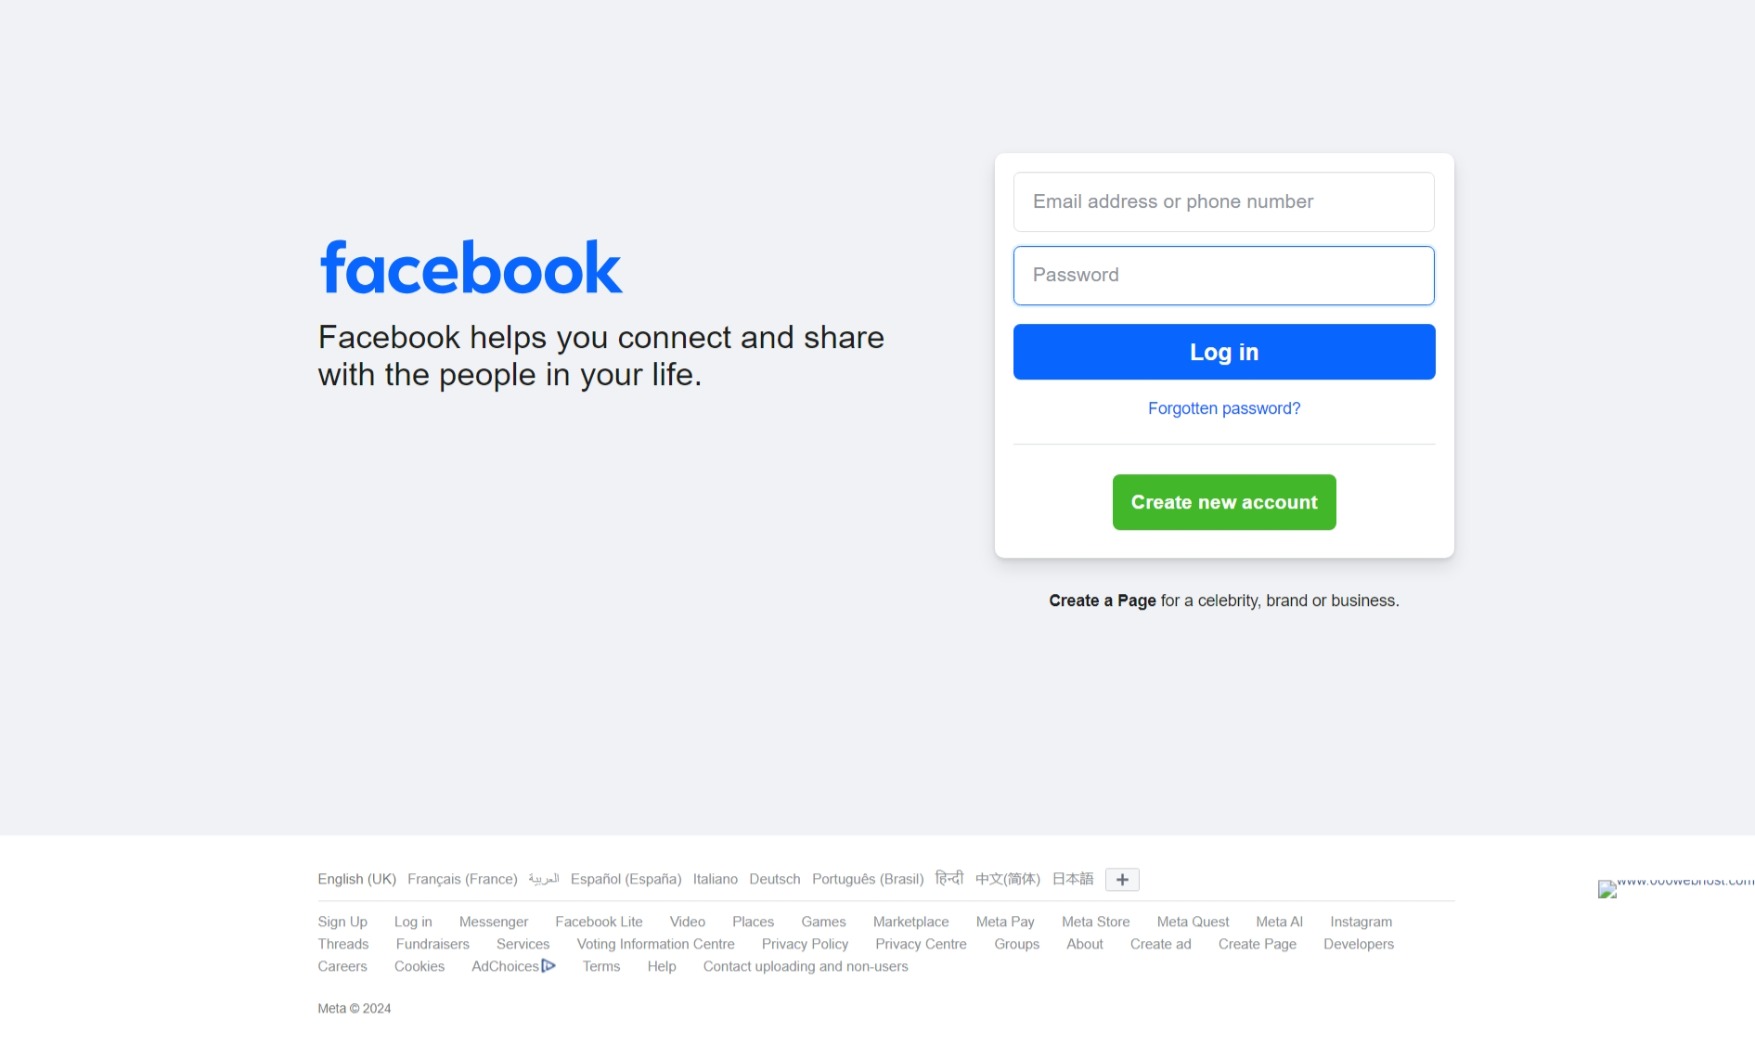 facebook
Facebook helps you connect and share
with the people in your life.
Email address or phone number
Password
Log in
Forgotten password?
Create new account
Create a Page for a celebrity, brand or business.
English (UK) Français (France) العربية Español (España) Italiano Deutsch Português (Brasil) हिन्दी 中文(简体) 日本語 +
www.000webhost.com
Sign Up Log in Messenger Facebook Lite Video Places Games Marketplace Meta Pay Meta Store Meta Quest Meta AI Instagram
Threads Fundraisers Services Voting Information Centre Privacy Policy Privacy Centre Groups About Create ad Create Page Developers
Careers Cookies AdChoices Terms Help Contact uploading and non-users
Meta © 2024